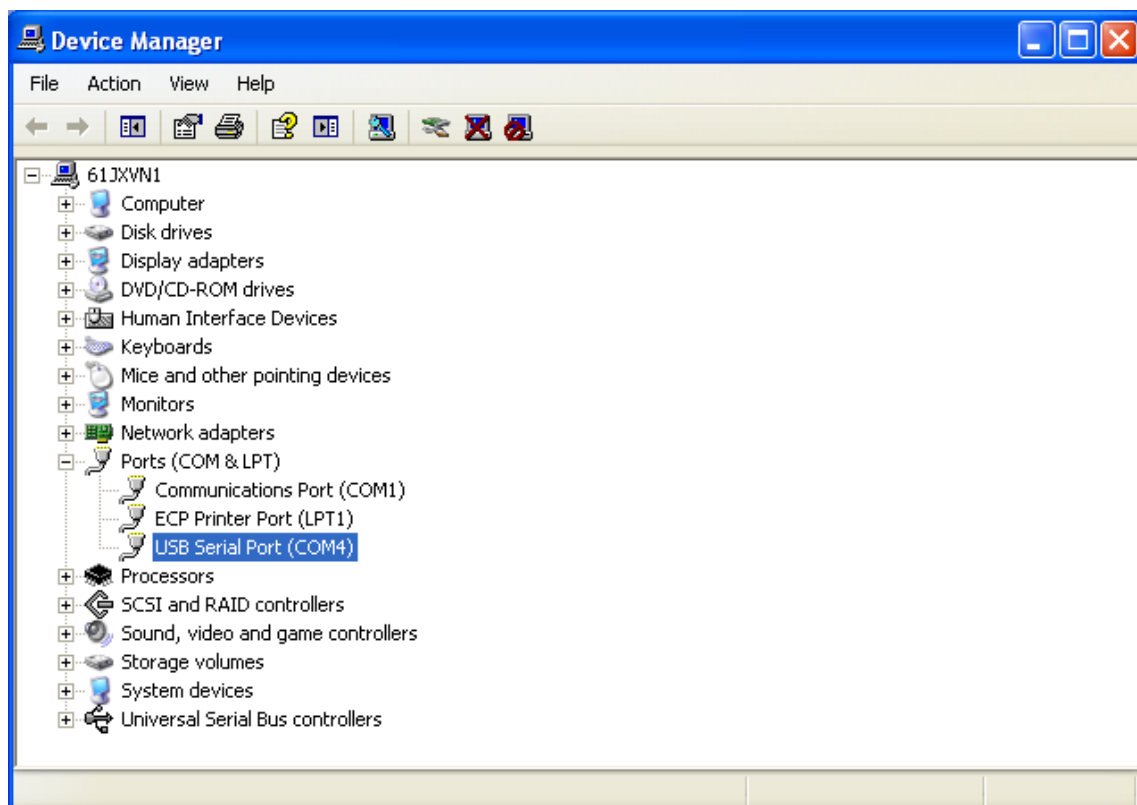 Device Manager
File Action View Help
61JXVN1
Computer
Disk drives
Display adapters
DVD/CD-ROM drives
Human Interface Devices
Keyboards
Mice and other pointing devices
Monitors
Network adapters
Ports (COM & LPT)
Communications Port (COM1)
ECP Printer Port (LPT1)
USB Serial Port (COM4)
Processors
SCSI and RAID controllers
Sound, video and game controllers
Storage volumes
System devices
Universal Serial Bus controllers